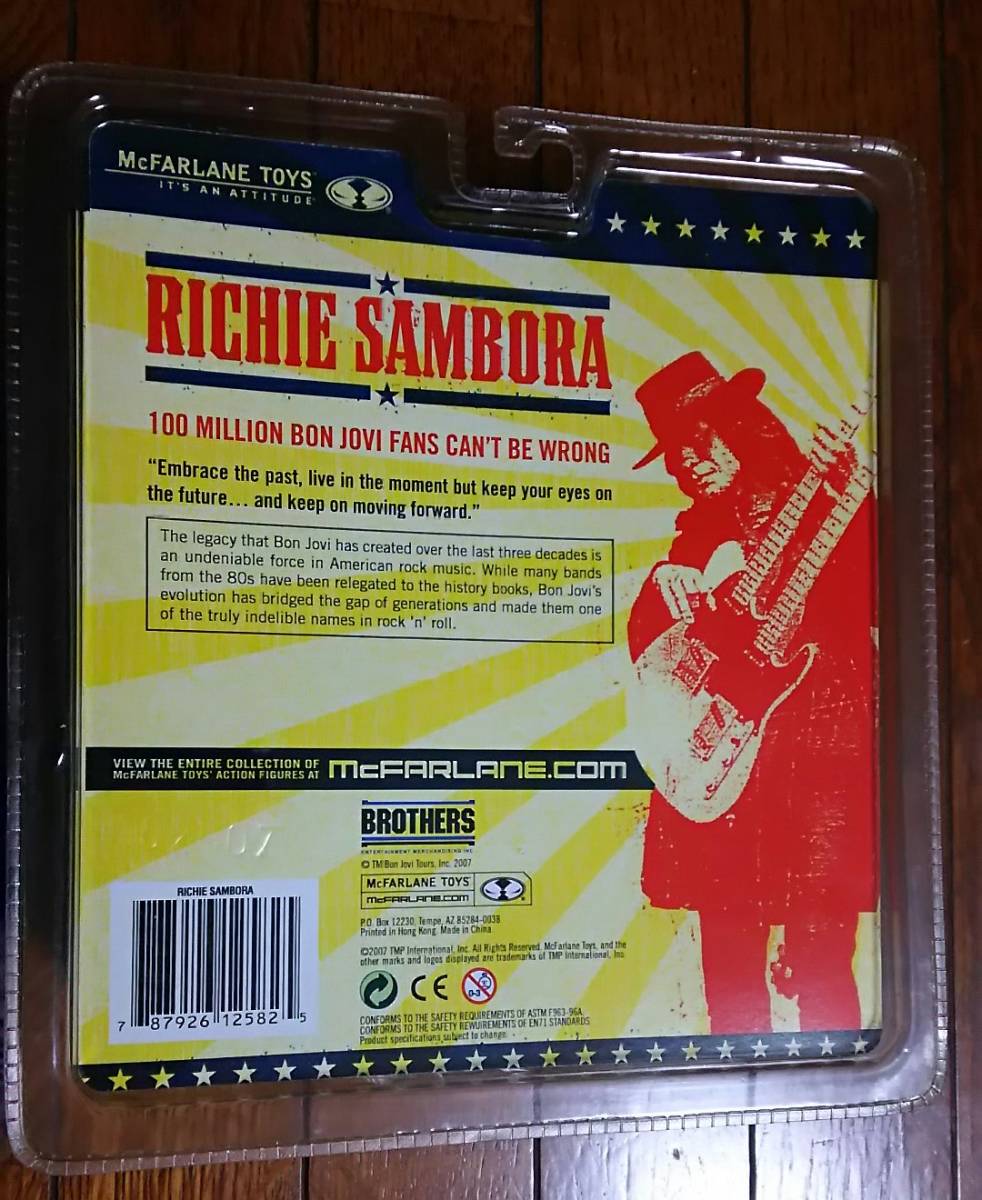 McFARLANE TOYS
IT'S AN ATTITUDE
RICHIE SAMBORA
100 MILLION BON JOVI FANS CAN'T BE WRONG
“Embrace the past, live in the moment but keep your eyes on
the future... and keep on moving forward.”
The legacy that Bon Jovi has created over the last three decades is
an undeniable force in American rock music. While many bands
from the 80s have been relegated to the history books, Bon Jovi's
evolution has bridged the gap of generations and made them one
of the truly indelible names in rock 'n' roll.
VIEW THE ENTIRE COLLECTION OF
McFARLANE TOYS' ACTION FIGURES AT
McFARLANE.COM
BROTHERS
ENTERTAINMENT MERCHANDISING INC
© TM Bon Jovi Tours, Inc. 2007
McFARLANE TOYS
McFARLANE.COM
P.O. Box 12230, Tempe, AZ 85284-0038
Printed in Hong Kong. Made in China.
©2007 TMP International, Inc. All Rights Reserved. McFarlane Toys, and the
other marks and logos displayed are trademarks of TMP International, Inc.
CE
0-3
CONFORMS TO THE SAFETY REQUIREMENTS OF ASTM F963-96A.
CONFORMS TO THE SAFETY REWUIREMENTS OF EN71 STANDARDS.
Product specifications subject to change.
RICHIE SAMBORA
7 87926 12582 5